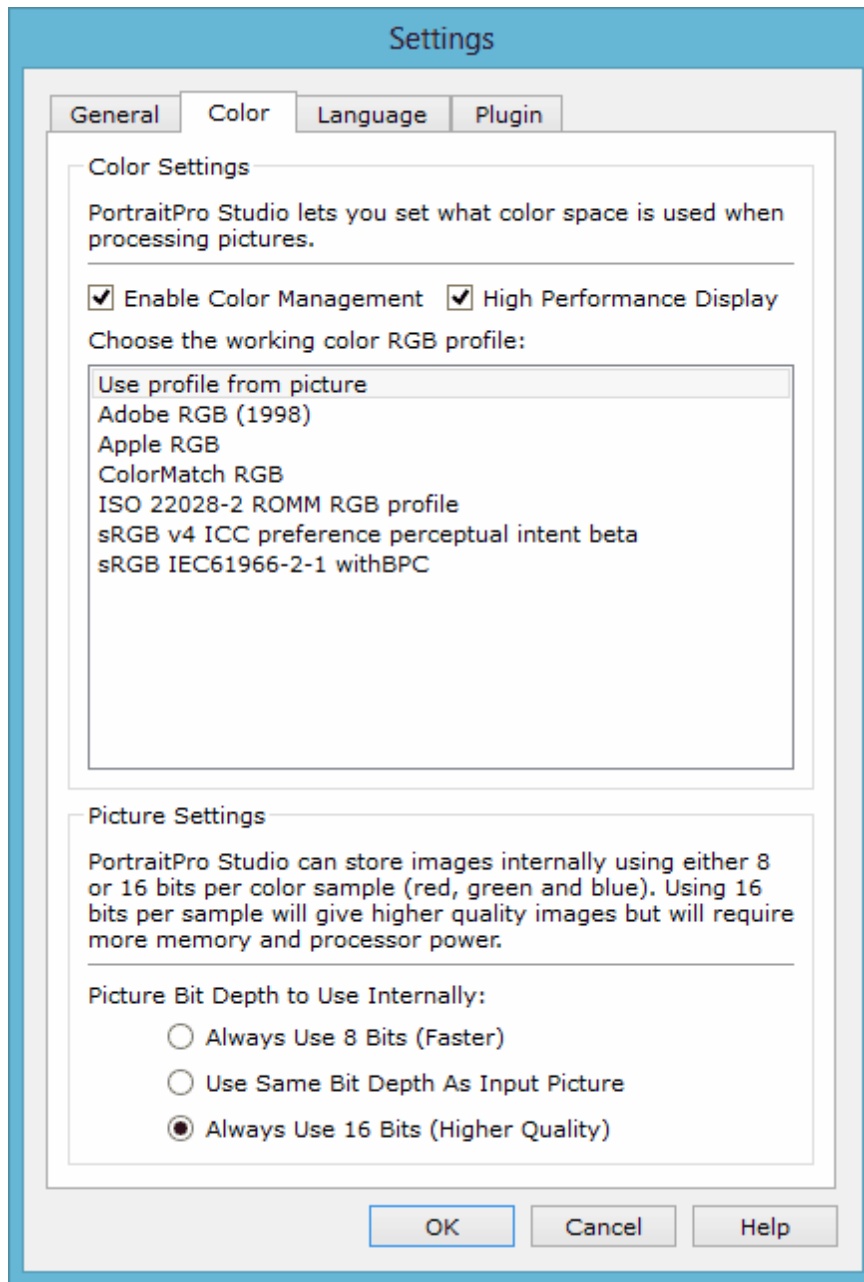 Settings
General Color Language Plugin
Color Settings
PortraitPro Studio lets you set what color space is used when
processing pictures.
Enable Color Management High Performance Display
Choose the working color RGB profile:
Use profile from picture
Adobe RGB (1998)
Apple RGB
ColorMatch RGB
ISO 22028-2 ROMM RGB profile
sRGB v4 ICC preference perceptual intent beta
sRGB IEC61966-2-1 withBPC
Picture Settings
PortraitPro Studio can store images internally using either 8
or 16 bits per color sample (red, green and blue). Using 16
bits per sample will give higher quality images but will require
more memory and processor power.
Picture Bit Depth to Use Internally:
Always Use 8 Bits (Faster)
Use Same Bit Depth As Input Picture
Always Use 16 Bits (Higher Quality)
OK Cancel Help